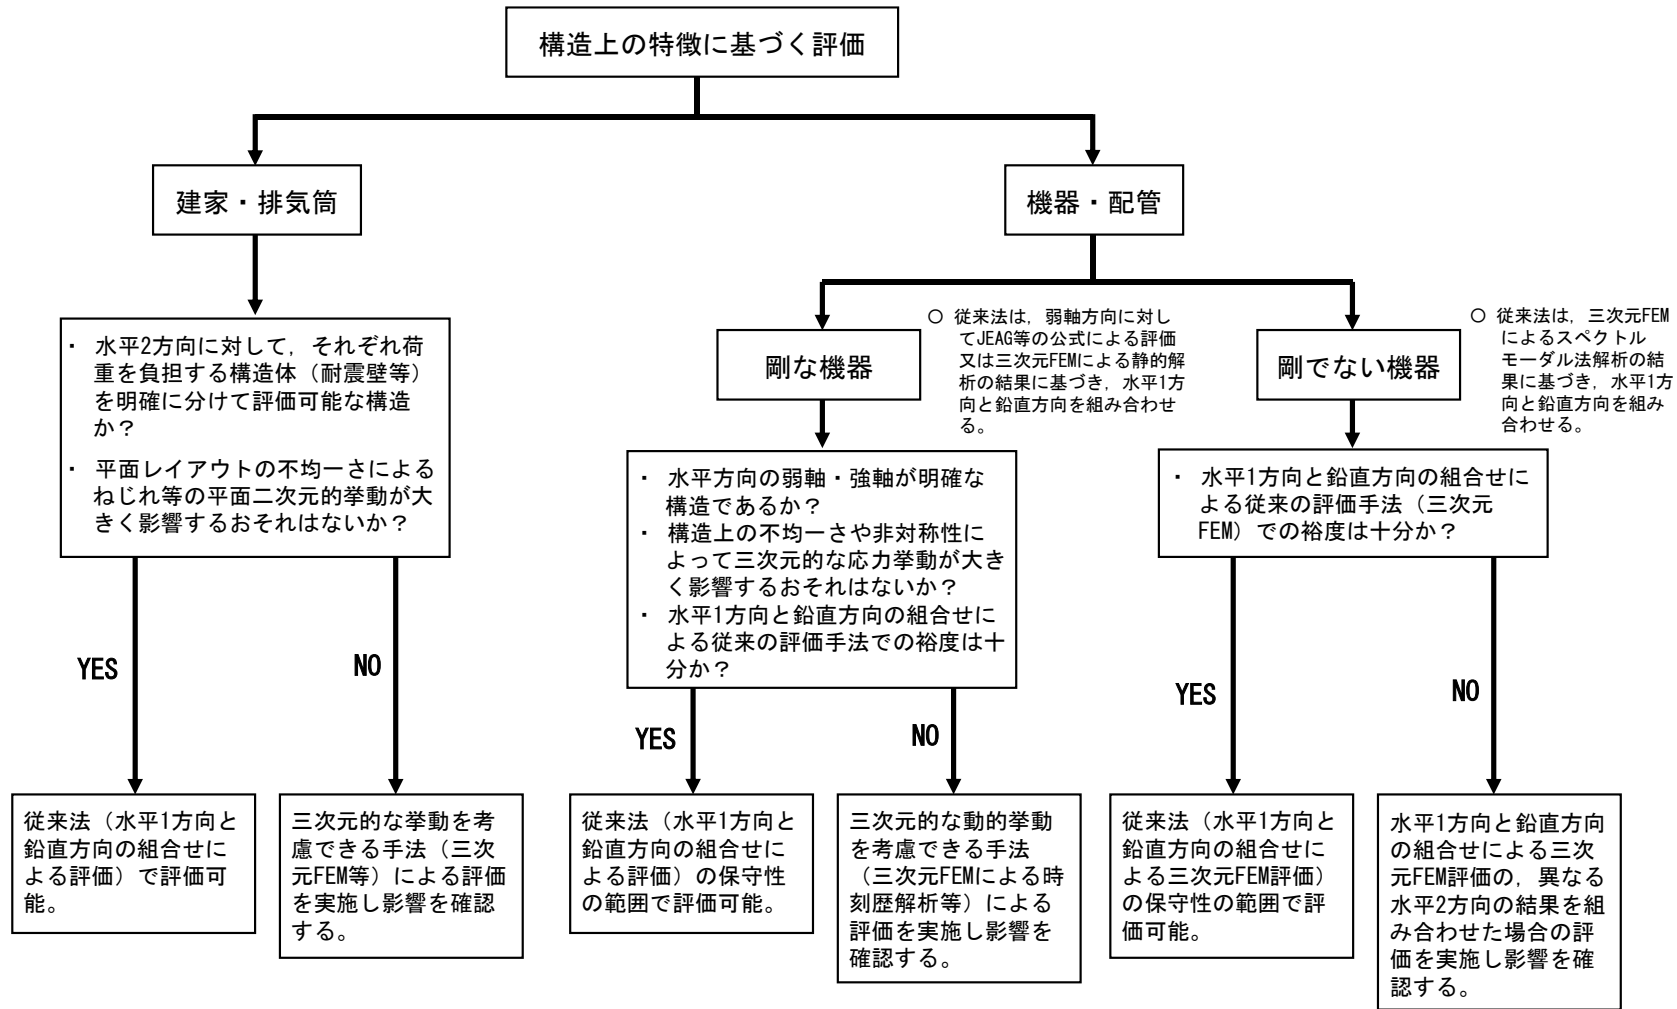 構造上の特徴に基づく評価
建家・排気筒
機器・配管
・ 水平2方向に対して，それぞれ荷
重を負担する構造体（耐震壁等）
を明確に分けて評価可能な構造
か？
・ 平面レイアウトの不均一さによる
ねじれ等の平面二次元的挙動が大
きく影響するおそれはないか？
YES
NO
従来法（水平1方向と
鉛直方向の組合せに
よる評価）で評価可
能。
三次元的な挙動を考
慮できる手法（三次
元FEM等）による評価
を実施し影響を確認
する。
剛な機器
○ 従来法は，弱軸方向に対し
てJEAG等の公式による評価
又は三次元FEMによる静的解
析の結果に基づき，水平1方
向と鉛直方向を組み合わせ
る。
・ 水平方向の弱軸・強軸が明確な
構造であるか？
・ 構造上の不均一さや非対称性に
よって三次元的な応力挙動が大き
く影響するおそれはないか？
・ 水平1方向と鉛直方向の組合せに
よる従来の評価手法での裕度は十
分か？
YES
NO
従来法（水平1方向と
鉛直方向の組合せに
よる評価）の保守性
の範囲で評価可能。
三次元的な動的挙動
を考慮できる手法
（三次元FEMによる時
刻歴解析等）による
評価を実施し影響を
確認する。
剛でない機器
○ 従来法は，三次元FEM
によるスペクトル
モーダル法解析の結
果に基づき，水平1方
向と鉛直方向を組み
合わせる。
・ 水平1方向と鉛直方向の組合せに
よる従来の評価手法（三次元
FEM）での裕度は十分か？
YES
NO
従来法（水平1方向と
鉛直方向の組合せに
よる三次元FEM評価）
の保守性の範囲で評
価可能。
水平1方向と鉛直方向
の組合せによる三次
元FEM評価の，異なる
水平2方向の結果を組
み合わせた場合の評
価を実施し影響を確
認する。